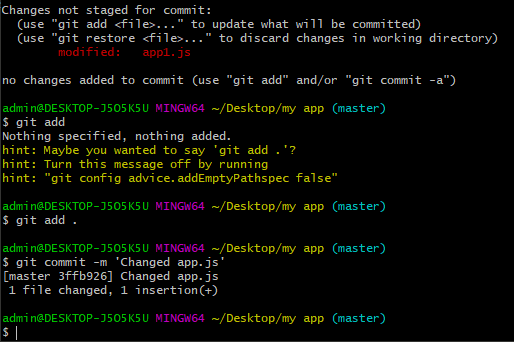 Changes not staged for commit:
  (use "git add <file>..." to update what will be committed)
  (use "git restore <file>..." to discard changes in working directory)
        modified:   app1.js

no changes added to commit (use "git add" and/or "git commit -a")

admin@DESKTOP-J505K5U MINGW64 ~/Desktop/my app (master)
$ git add
Nothing specified, nothing added.
hint: Maybe you wanted to say 'git add .'?
hint: Turn this message off by running
hint: "git config advice.addEmptyPathspec false"

admin@DESKTOP-J505K5U MINGW64 ~/Desktop/my app (master)
$ git add .

admin@DESKTOP-J505K5U MINGW64 ~/Desktop/my app (master)
$ git commit -m 'Changed app.js'
[master 3ffb926] Changed app.js
 1 file changed, 1 insertion(+)

admin@DESKTOP-J505K5U MINGW64 ~/Desktop/my app (master)
$